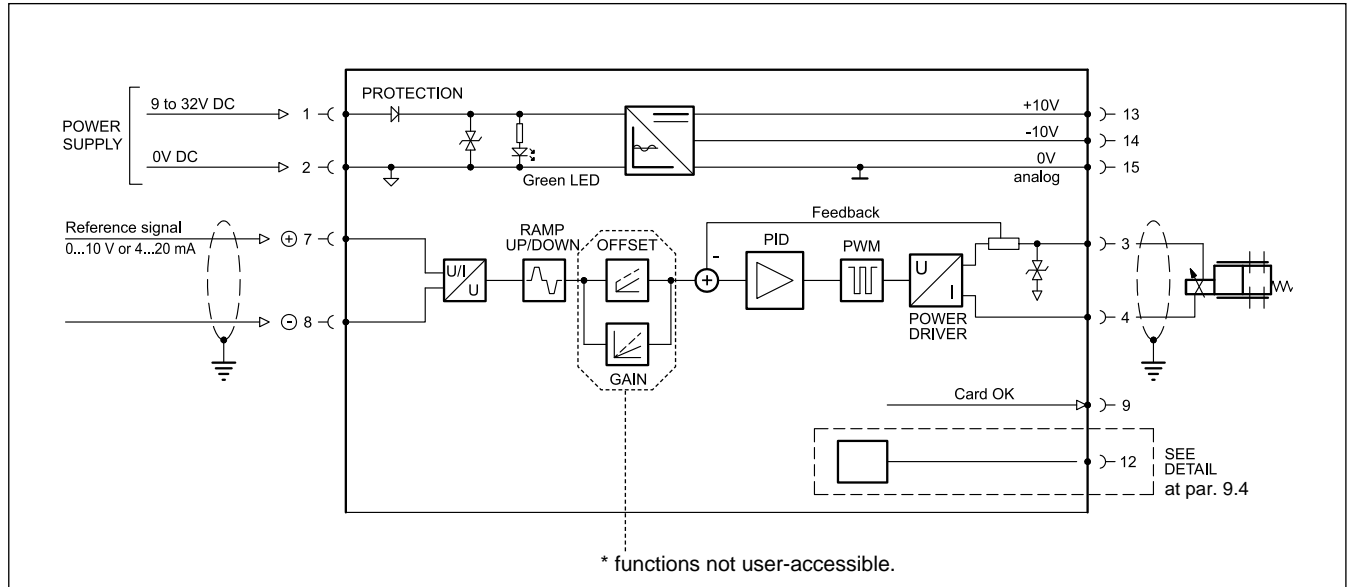 POWER
SUPPLY
9 to 32V DC
1
0V DC
2
PROTECTION
Green LED
+10V
13
-10V
14
0V
analog
15
Reference signal
0...10 V or 4...20 mA
+ 7
- 8
U/I
U
RAMP
UP/DOWN
OFFSET
GAIN
+
-
Feedback
PID
PWM
U
I
POWER
DRIVER
3
4
Card OK
9
12
SEE
DETAIL
at par. 9.4
* functions not user-accessible.